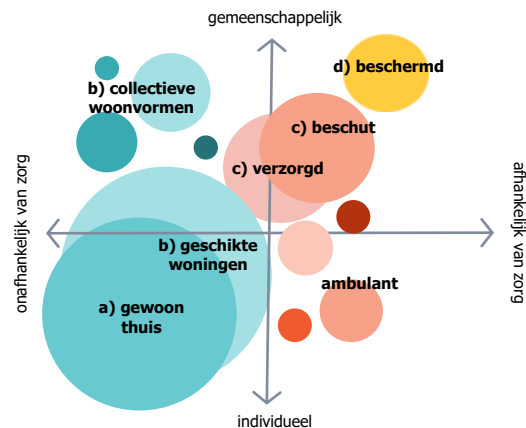 gemeenschappelijk
d) beschermd
b) collectieve
woonvormen
c) beschut
c) verzorgd
onafhankelijk van zorg
afhankelijk van zorg
b) geschikte
woningen
ambulant
a) gewoon
thuis
individueel